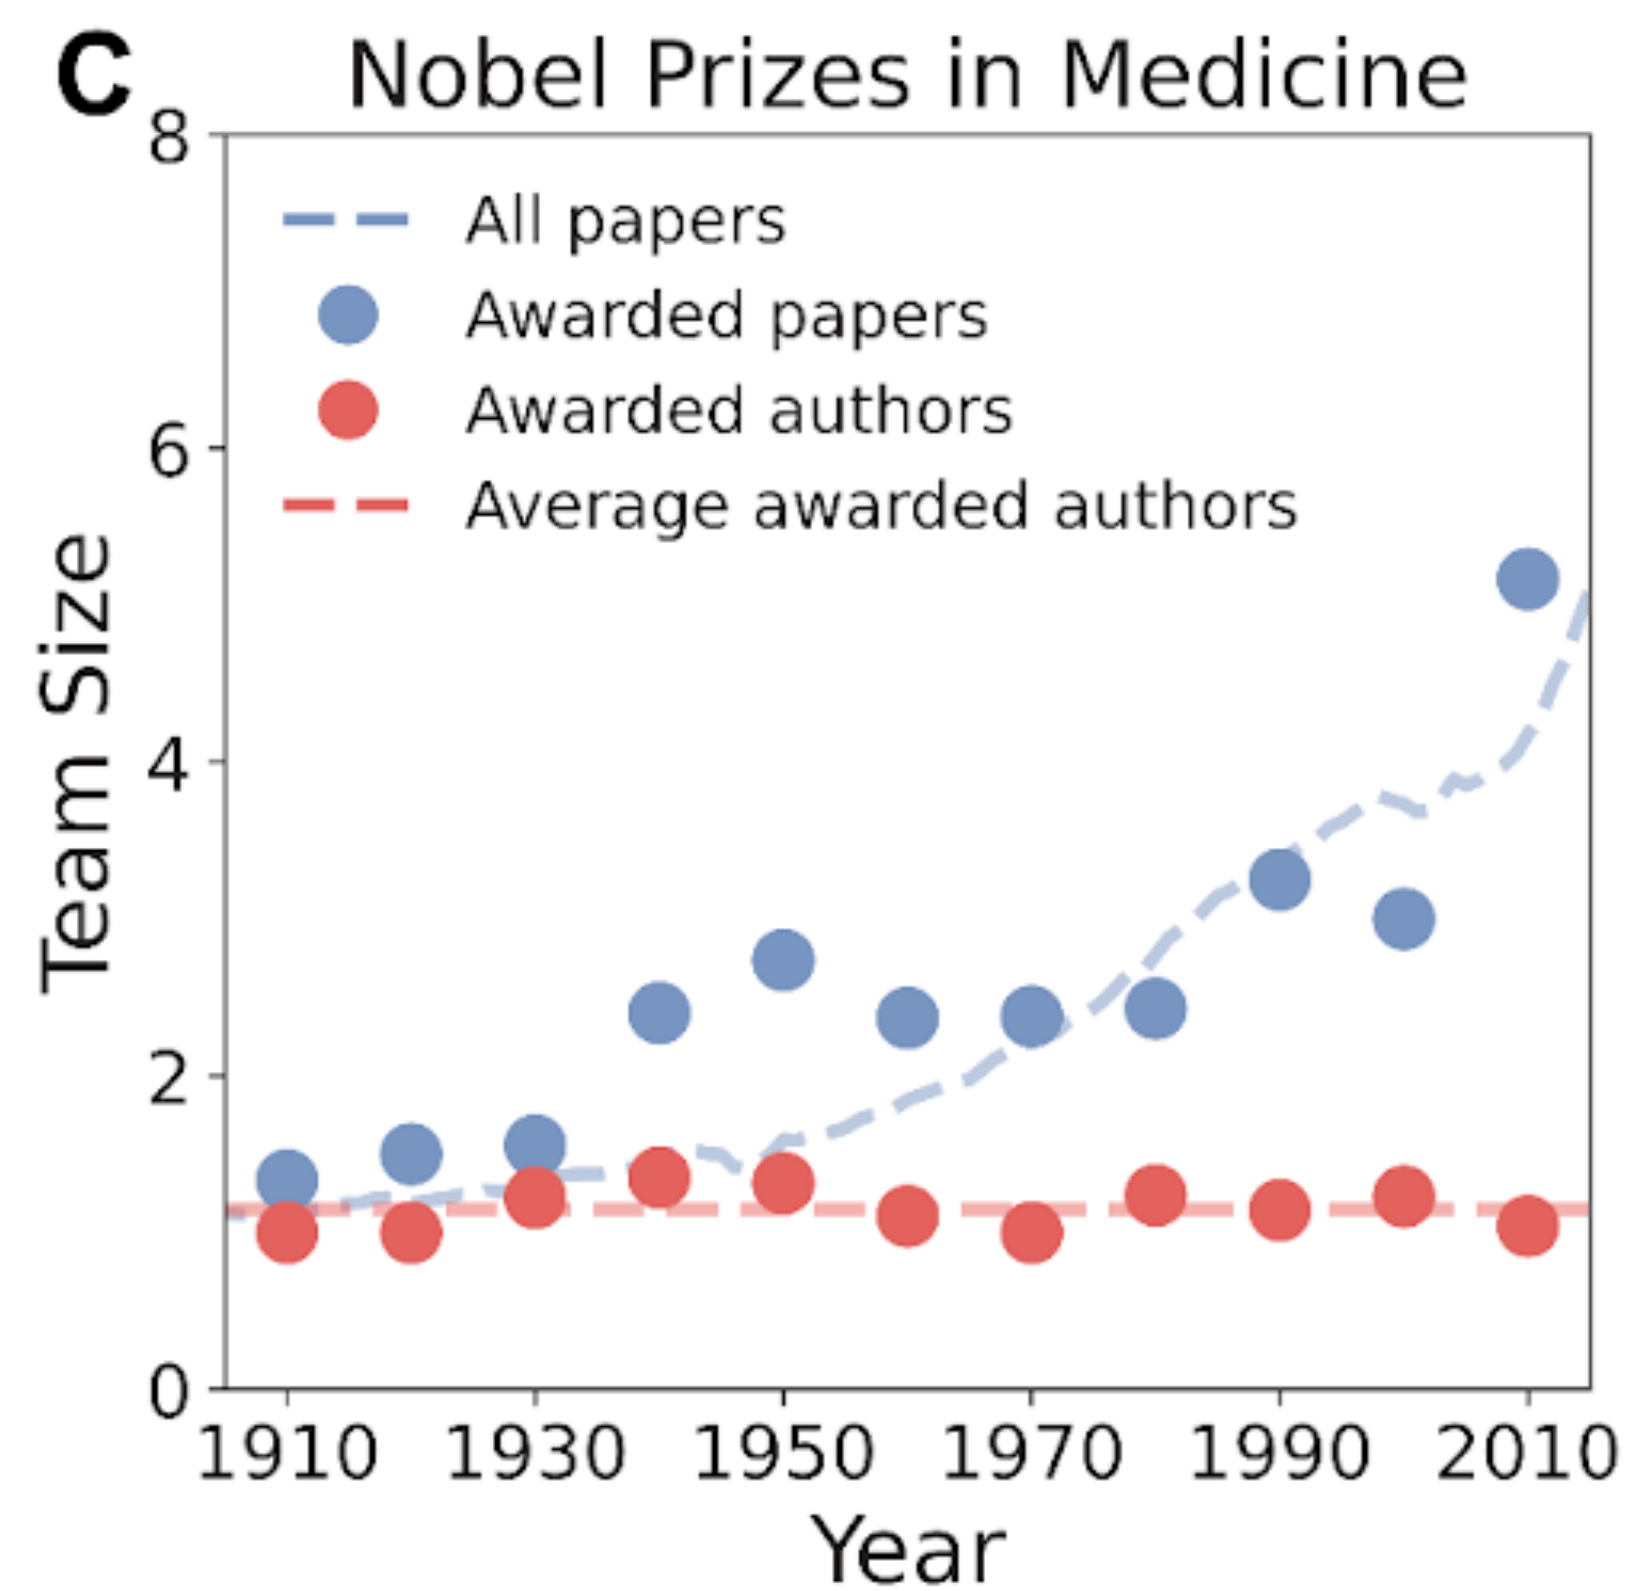 C
Nobel Prizes in Medicine
8
All papers
Awarded papers
Awarded authors
6
Average awarded authors
Team Size
4
2
0
1910 1930 1950 1970 1990 2010
Year